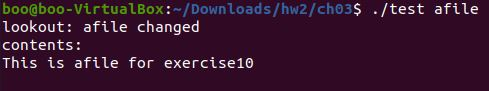 boo@boo-VirtualBox:~/Downloads/hw2/ch03$ ./test afile
lookout: afile changed
contents:
This is afile for exercise10